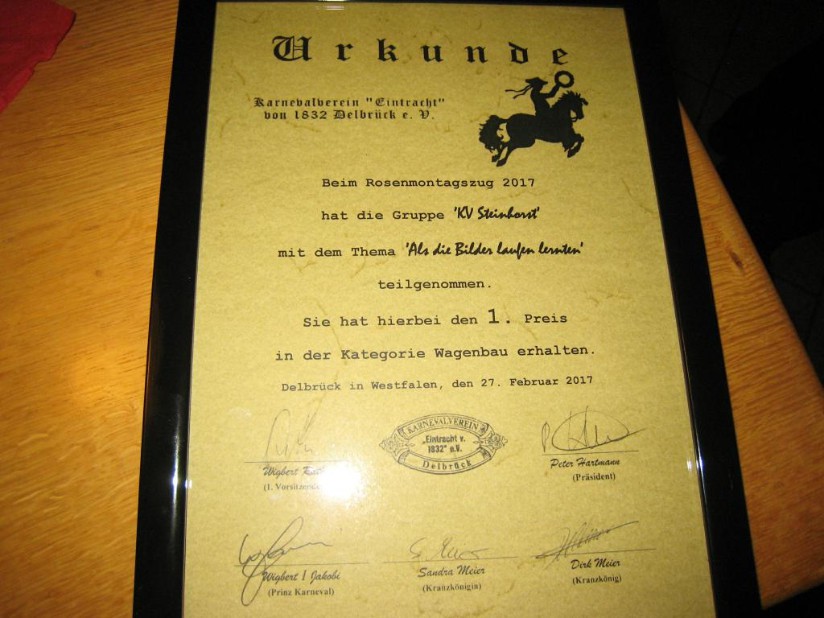 Urkunde
Karnevalverein "Eintracht"
von 1832 Delbrück e. V.
Beim Rosenmontagszug 2017
hat die Gruppe 'KV Steinhorst'
mit dem Thema 'Als die Bilder laufen lernten'
teilgenommen.
Sie hat hierbei den 1. Preis
in der Kategorie Wagenbau erhalten.
Delbrück in Westfalen, den 27. Februar 2017
KARNEVALVEREIN
„Eintracht v.
1832" e.V.
Delbrück
Wigbert
(1.
Peter Hartmann
(Präsident)
Wigbert I Jakobi
(Prinz Karneval)
Sandra Meier
(Kranzkönigin)
Dirk Meier
(Kranzkönig)